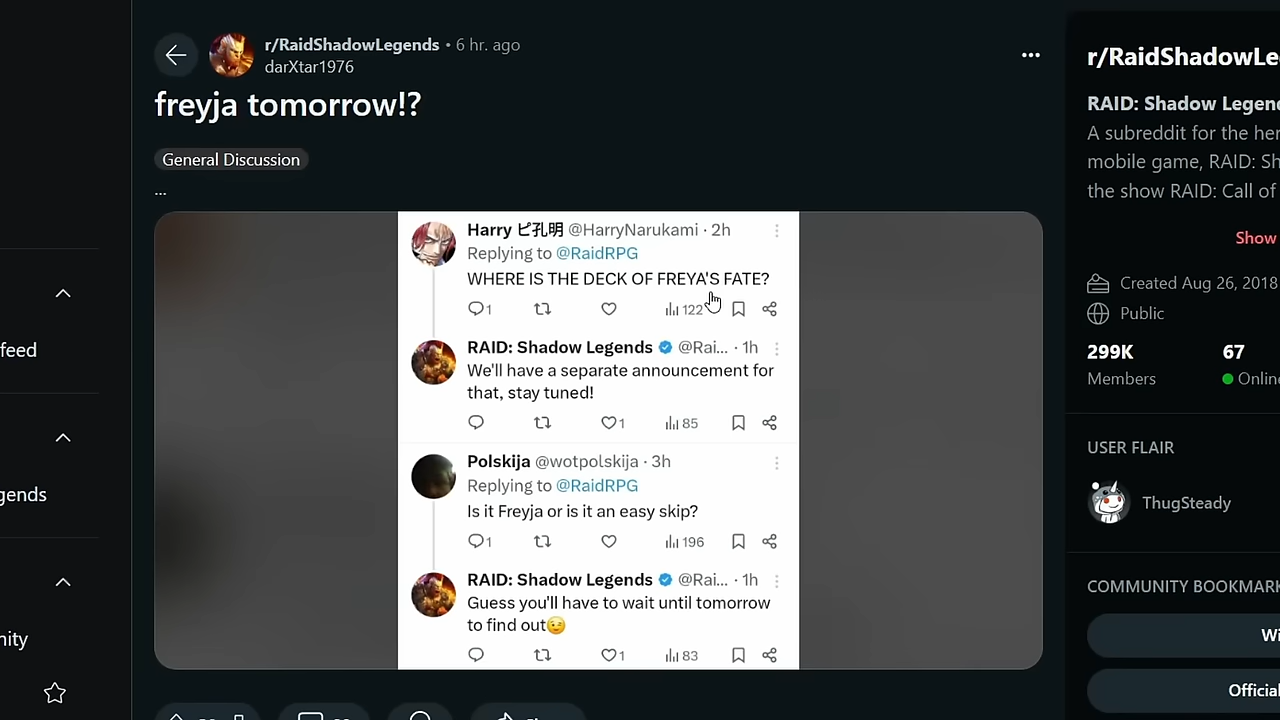 r/RaidShadowLegends • 6 hr. ago
darXtar1976
freyja tomorrow!?
General Discussion
...
Harry ピ孔明 @HarryNarukami · 2h
Replying to @RaidRPG
WHERE IS THE DECK OF FREYA'S FATE?
1
122
RAID: Shadow Legends @Rai... · 1h
We'll have a separate announcement for
that, stay tuned!
1
85
Polskija @wotpolskija · 3h
Replying to @RaidRPG
Is it Freyja or is it an easy skip?
1
196
RAID: Shadow Legends @Rai... · 1h
Guess you'll have to wait until tomorrow
to find out😉
1
83
feed
gends
nity
r/RaidShadowLe
RAID: Shadow Legen
A subreddit for the her
mobile game, RAID: Sh
the show RAID: Call of
Show
Created Aug 26, 2018
Public
299K
67
Members
Online
USER FLAIR
ThugSteady
COMMUNITY BOOKMARK
Wi
Official